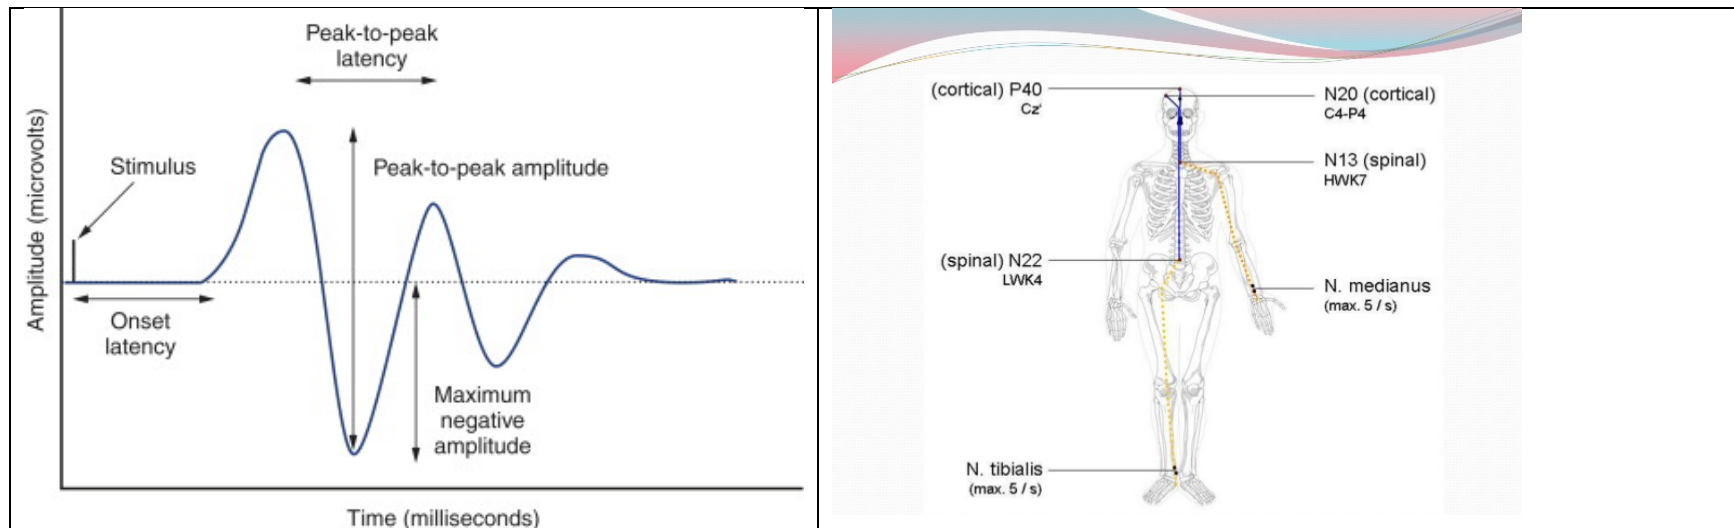 Peak-to-peak
latency
Stimulus
Peak-to-peak amplitude
Amplitude (microvolts)
Onset
latency
Maximum
negative
amplitude
Time (milliseconds)
(cortical) P40
Cz'
N20 (cortical)
C4-P4
N13 (spinal)
HWK7
(spinal) N22
LWK4
N. medianus
(max. 5 / s)
N. tibialis
(max. 5 / s)